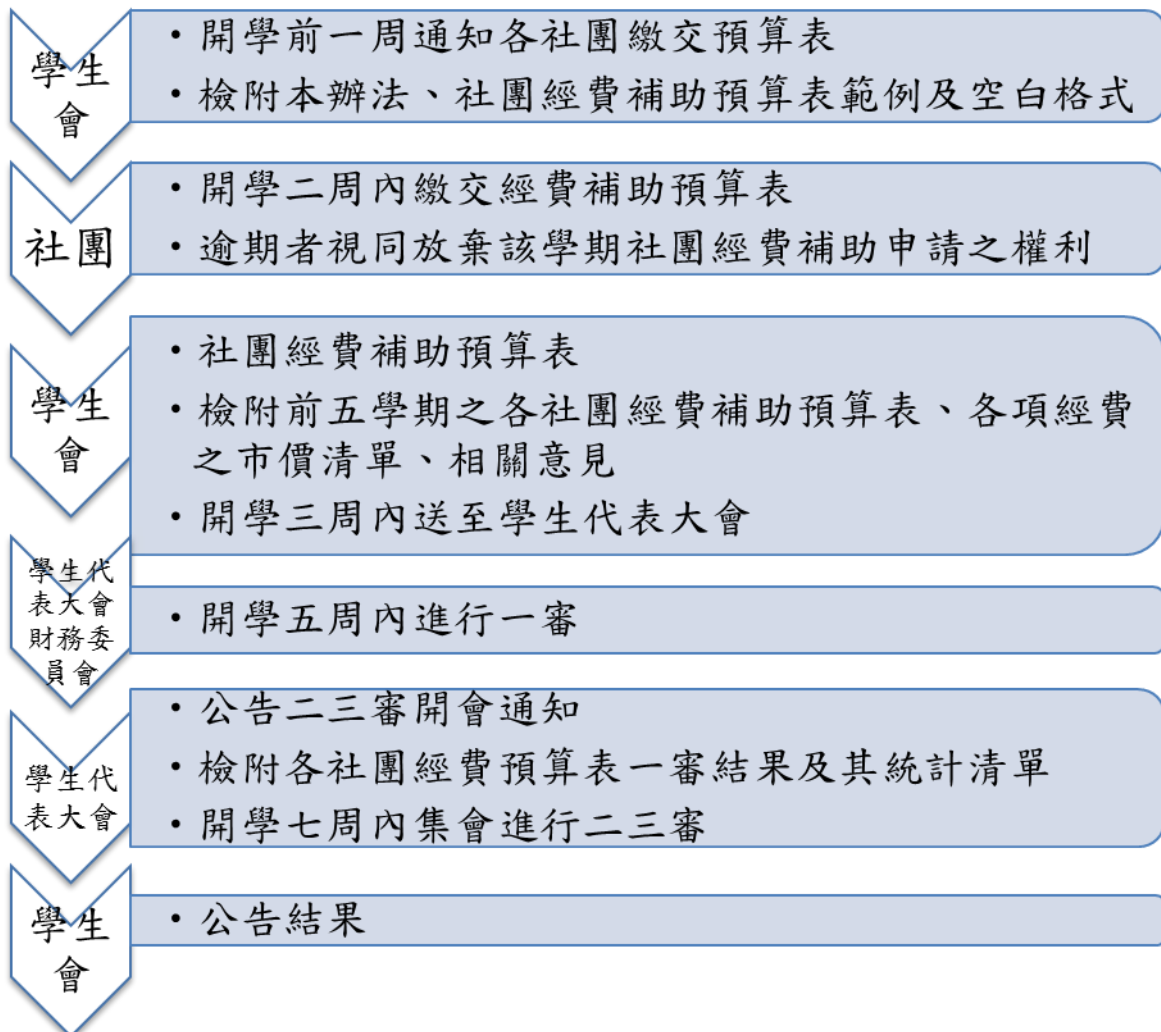 學生
會
・開學前一周通知各社團繳交預算表
・檢附本辦法、社團經費補助預算表範例及空白格式
社團
・開學二周內繳交經費補助預算表
・逾期者視同放棄該學期社團經費補助申請之權利
學生
會
・社團經費補助預算表
・檢附前五學期之各社團經費補助預算表、各項經費
之市價清單、相關意見
・開學三周內送至學生代表大會
學生代
表大會
財務委
員會
・開學五周內進行一審
學生代
表大會
・公告二三審開會通知
・檢附各社團經費預算表一審結果及其統計清單
・開學七周內集會進行二三審
學生
會
・公告結果